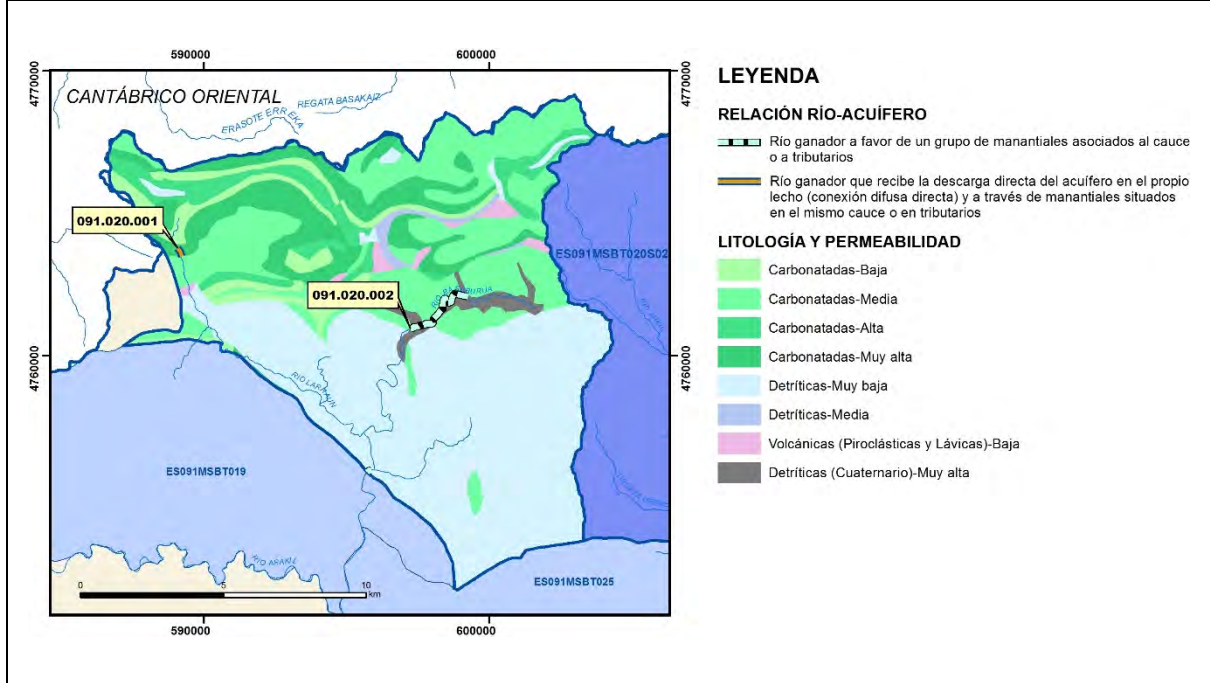 590000
600000
4770000
4770000
CANTÁBRICO ORIENTAL
REGATA BASAKAIZ
ERASOTE ERREKA
091.020.001
ES091MSBT020S02
091.020.002
4760000
4760000
RÍO LARRAUN
ES091MSBT019
RÍO ARAKIL
ES091MSBT025
0
5
10
km
590000
600000
LEYENDA
RELACIÓN RÍO-ACUÍFERO
Río ganador a favor de un grupo de manantiales asociados al cauce
o a tributarios
Río ganador que recibe la descarga directa del acuífero en el propio
lecho (conexión difusa directa) y a través de manantiales situados
en el mismo cauce o en tributarios
LITOLOGÍA Y PERMEABILIDAD
Carbonatadas-Baja
Carbonatadas-Media
Carbonatadas-Alta
Carbonatadas-Muy alta
Detríticas-Muy baja
Detríticas-Media
Volcánicas (Piroclásticas y Lávicas)-Baja
Detríticas (Cuaternario)-Muy alta